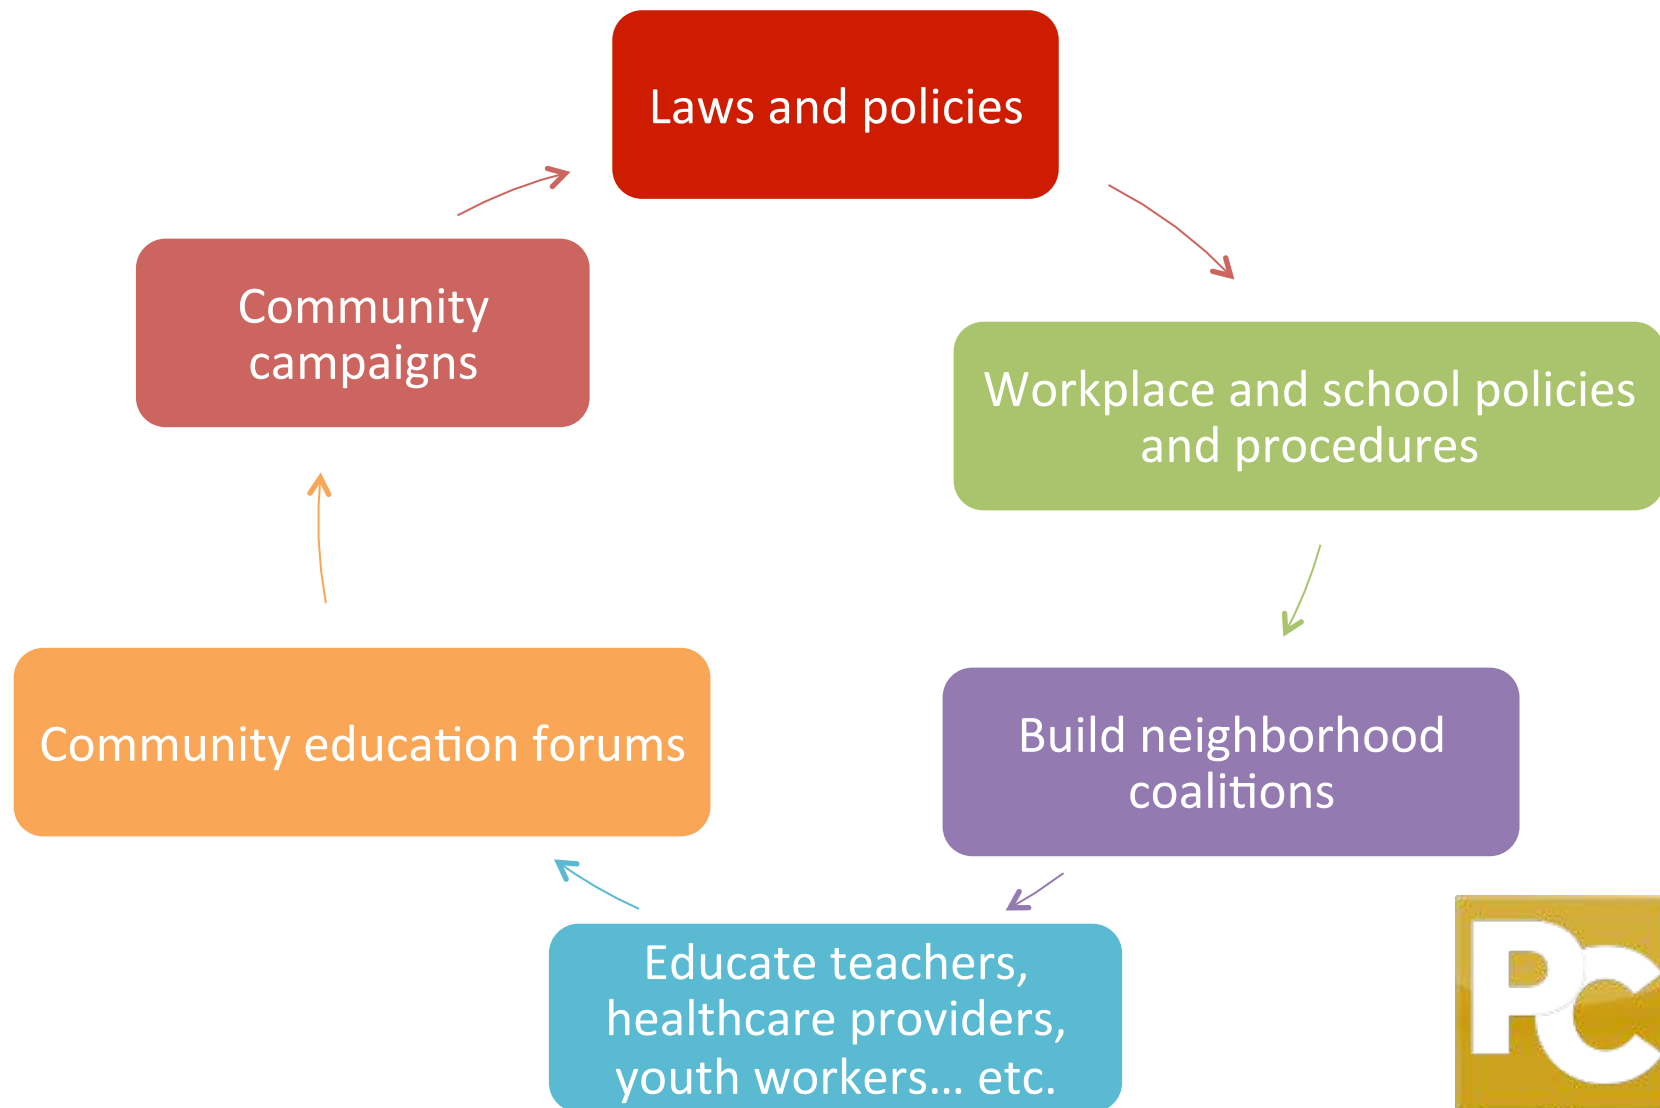 Laws and policies
Workplace and school policies
and procedures
Build neighborhood
coalitions
Educate teachers,
healthcare providers,
youth workers... etc.
Community education forums
Community
campaigns
PC